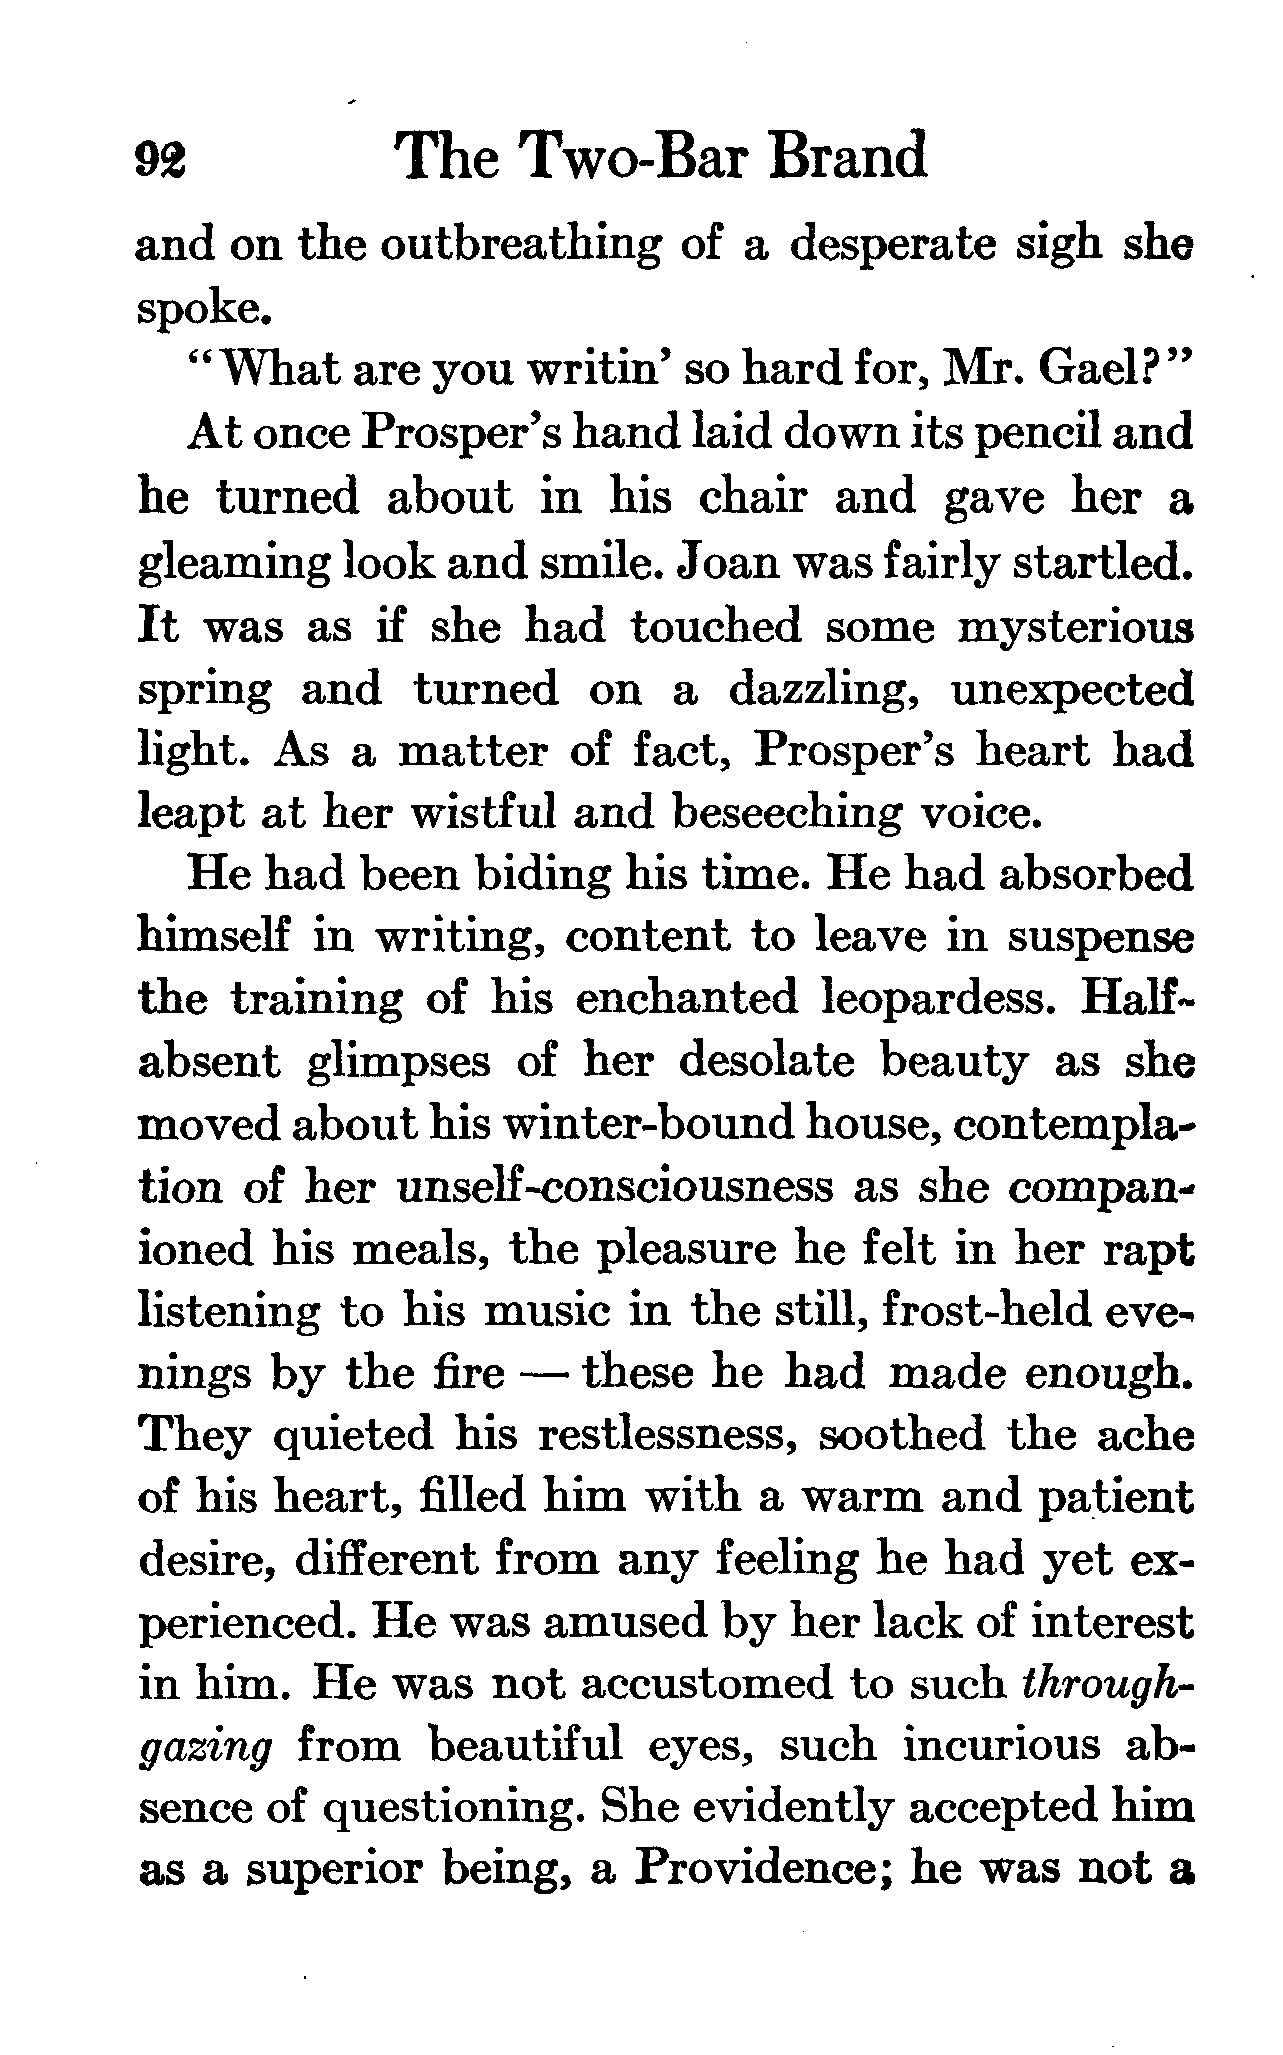 92 The Two-Bar Brand
and on the outbreathing of a desperate sigh she
spoke.
"What are you writin' so hard for, Mr. Gael?"
At once Prosper's hand laid down its pencil and
he turned about in his chair and gave her a
gleaming look and smile. Joan was fairly startled.
It was as if she had touched some mysterious
spring and turned on a dazzling, unexpected
light. As a matter of fact, Prosper's heart had
leapt at her wistful and beseeching voice.
He had been biding his time. He had absorbed
himself in writing, content to leave in suspense
the training of his enchanted leopardess. Half-
absent glimpses of her desolate beauty as she
moved about his winter-bound house, contempla-
tion of her unself-consciousness as she compan-
ioned his meals, the pleasure he felt in her rapt
listening to his music in the still, frost-held eve-
nings by the fire — these he had made enough.
They quieted his restlessness, soothed the ache
of his heart, filled him with a warm and patient
desire, different from any feeling he had yet ex-
perienced. He was amused by her lack of interest
in him. He was not accustomed to such through-
gazing from beautiful eyes, such incurious ab-
sence of questioning. She evidently accepted him
as a superior being, a Providence; he was not a